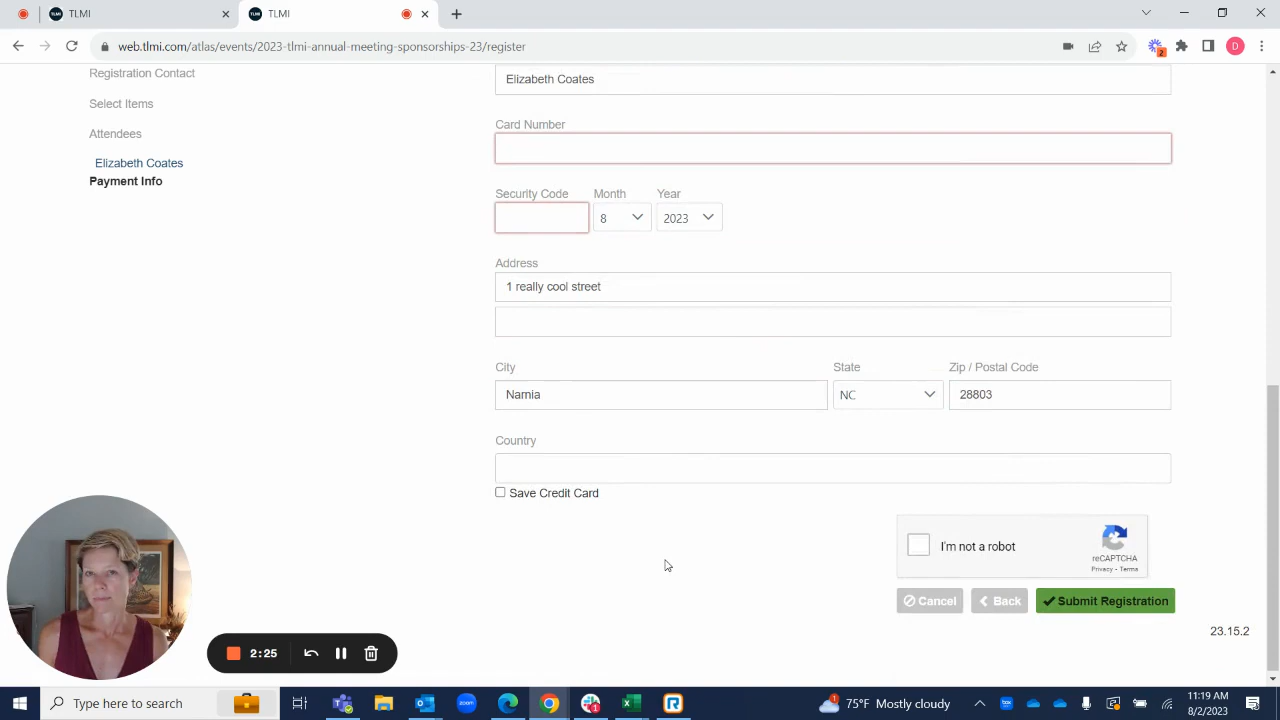 TLMI
TLMI
web.tlmi.com/atlas/events/2023-tlmi-annual-meeting-sponsorships-23/register
2
D
Registration Contact
Select Items
Attendees
Elizabeth Coates
Payment Info
Elizabeth Coates
Card Number
Security Code Month Year
8 2023
Address
1 really cool street
City State Zip / Postal Code
Narnia NC 28803
Country
Save Credit Card
I'm not a robot
reCAPTCHA
Privacy - Terms
Cancel Back Submit Registration
23.15.2
2:25
Type here to search
zoom
1
1
75°F Mostly cloudy
11:19 AM
8/2/2023